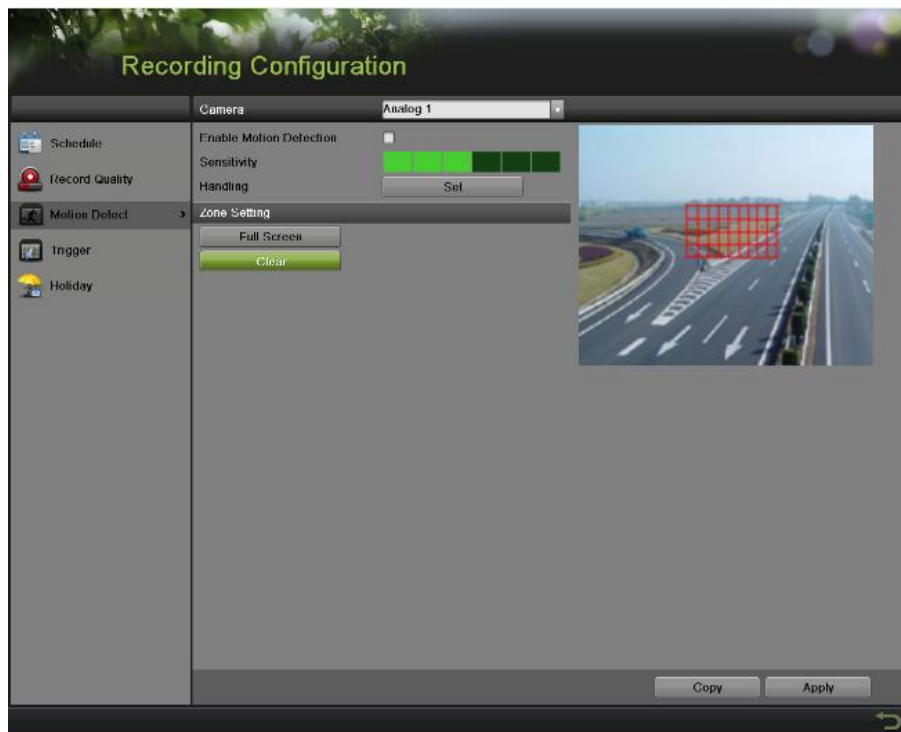 Recording Configuration
Camera
Analog 1
Schedule
Record Quality
Motion Detect
Trigger
Holiday
Enable Motion Detection
Sensitivity
Handling
Set
Zone Setting
Full Screen
Clear
Copy
Apply